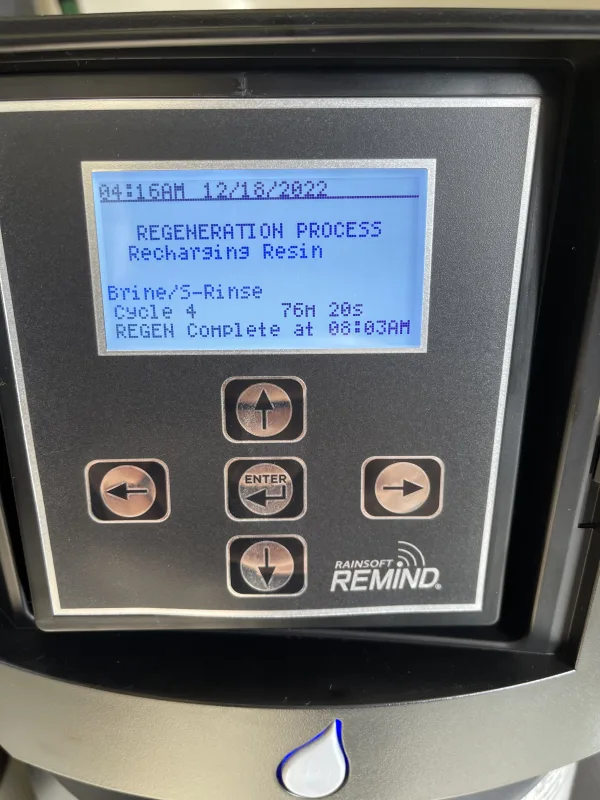 04:16AM 12/18/2022
REGENERATION PROCESS
Recharging Resin
Brine/S-Rinse
Cycle 4 76M 20s
REGEN Complete at 08:03AM
ENTER
RAINSOFT
REMIND®